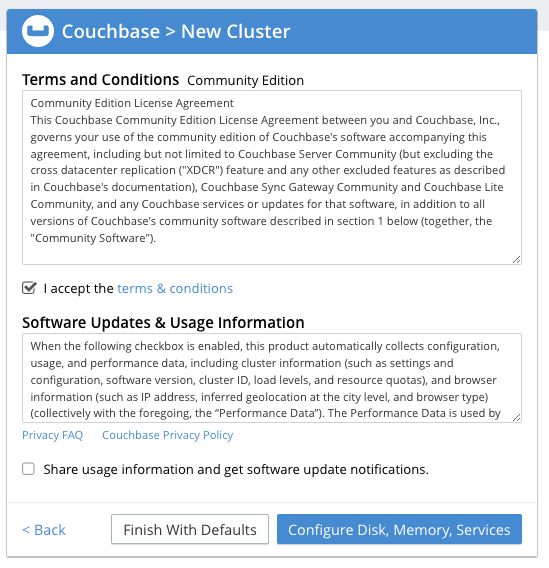 Couchbase > New Cluster
Terms and Conditions Community Edition
Community Edition License Agreement
This Couchbase Community Edition License Agreement between you and Couchbase, Inc.,
governs your use of the community edition of Couchbase's software accompanying this
agreement, including but not limited to Couchbase Server Community (but excluding the
cross datacenter replication ("XDCR") feature and any other excluded features as described
in Couchbase's documentation), Couchbase Sync Gateway Community and Couchbase Lite
Community, and any Couchbase services or updates for that software, in addition to all
versions of Couchbase's community software described in section 1 below (together, the
"Community Software").
I accept the terms & conditions
Software Updates & Usage Information
When the following checkbox is enabled, this product automatically collects configuration,
usage, and performance data, including cluster information (such as settings and
configuration, software version, cluster ID, load levels, and resource quotas), and browser
information (such as IP address, inferred geolocation at the city level, and browser type)
(collectively with the foregoing, the “Performance Data”). The Performance Data is used by
Privacy FAQ Couchbase Privacy Policy
Share usage information and get software update notifications.
< Back Finish With Defaults Configure Disk, Memory, Services